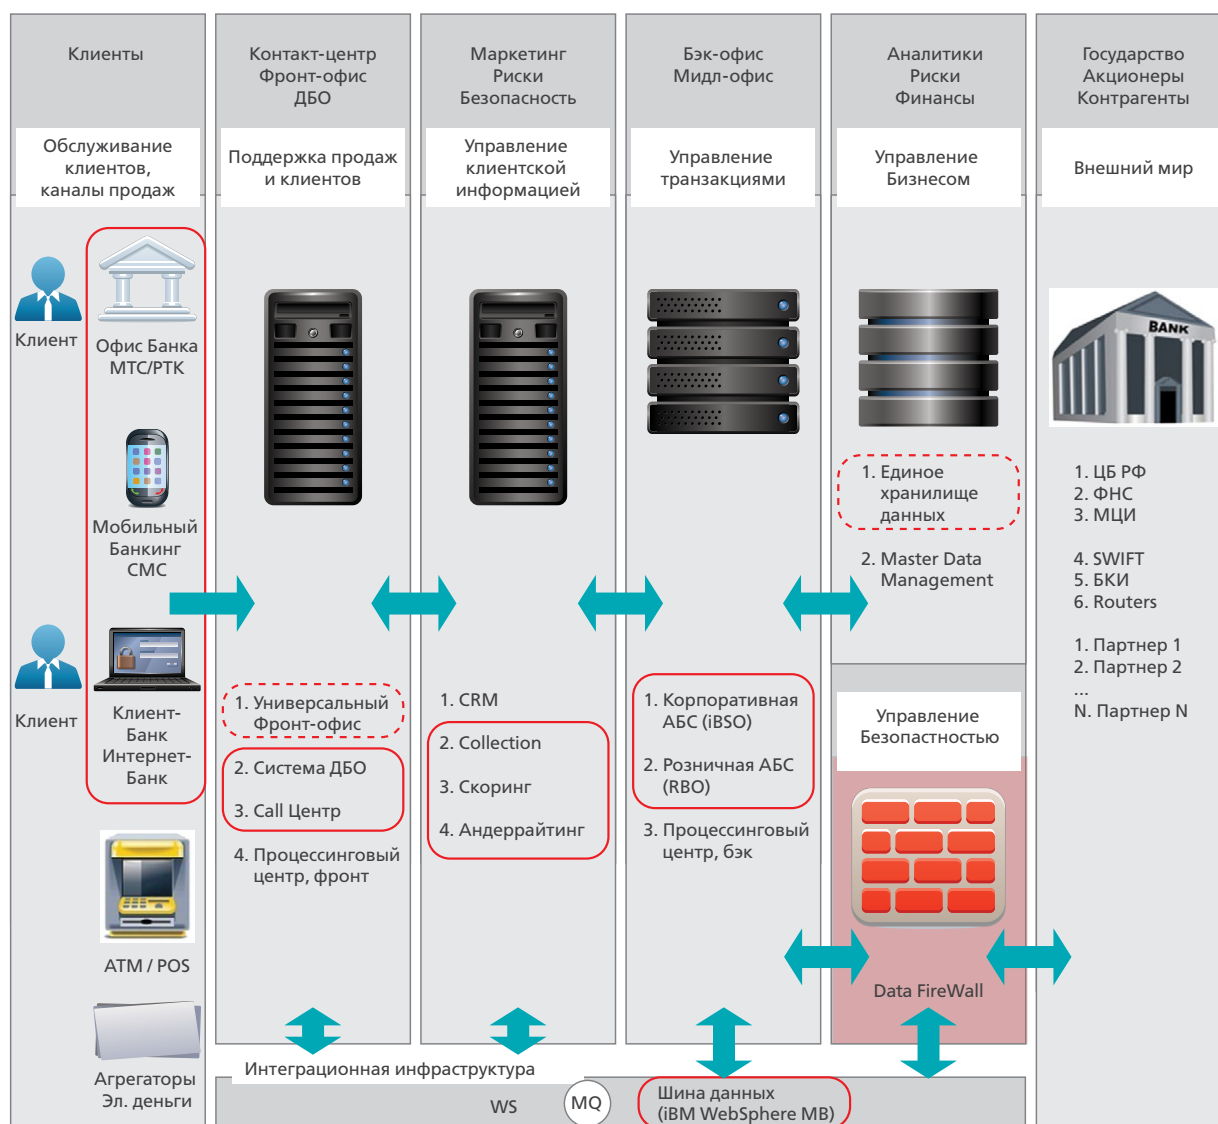 Клиенты
Обслуживание
клиентов,
каналы продаж
Клиент
Офис Банка
МТС/РТК
Мобильный
Банкинг
СМС
Клиент
Клиент-
Банк
Интернет-
Банк
ATM / POS
Агрегаторы
Эл. деньги
Контакт-центр
Фронт-офис
ДБО
Поддержка продаж
и клиентов
1. Универсальный
Фронт-офис
2. Система ДБО
3. Call Центр
4. Процессинговый
центр, фронт
Маркетинг
Риски
Безопасность
Управление
клиентской
информацией
1. CRM
2. Collection
3. Скоринг
4. Андеррайтинг
Бэк-офис
Мидл-офис
Управление
транзакциями
1. Корпоративная
АБС (iBSO)
2. Розничная АБС
(RBO)
3. Процессинговый
центр, бэк
Аналитики
Риски
Финансы
Управление
Бизнесом
1. Единое
хранилище
данных
2. Master Data
Management
Управление
Безопастностью
Data FireWall
Государство
Акционеры
Контрагенты
Внешний мир
BANK
1. ЦБ РФ
2. ФНС
3. МЦИ
4. SWIFT
5. БКИ
6. Routers
1. Партнер 1
2. Партнер 2
...
N. Партнер N
Интеграционная инфраструктура
WS
MQ
Шина данных
(iBM WebSphere MB)